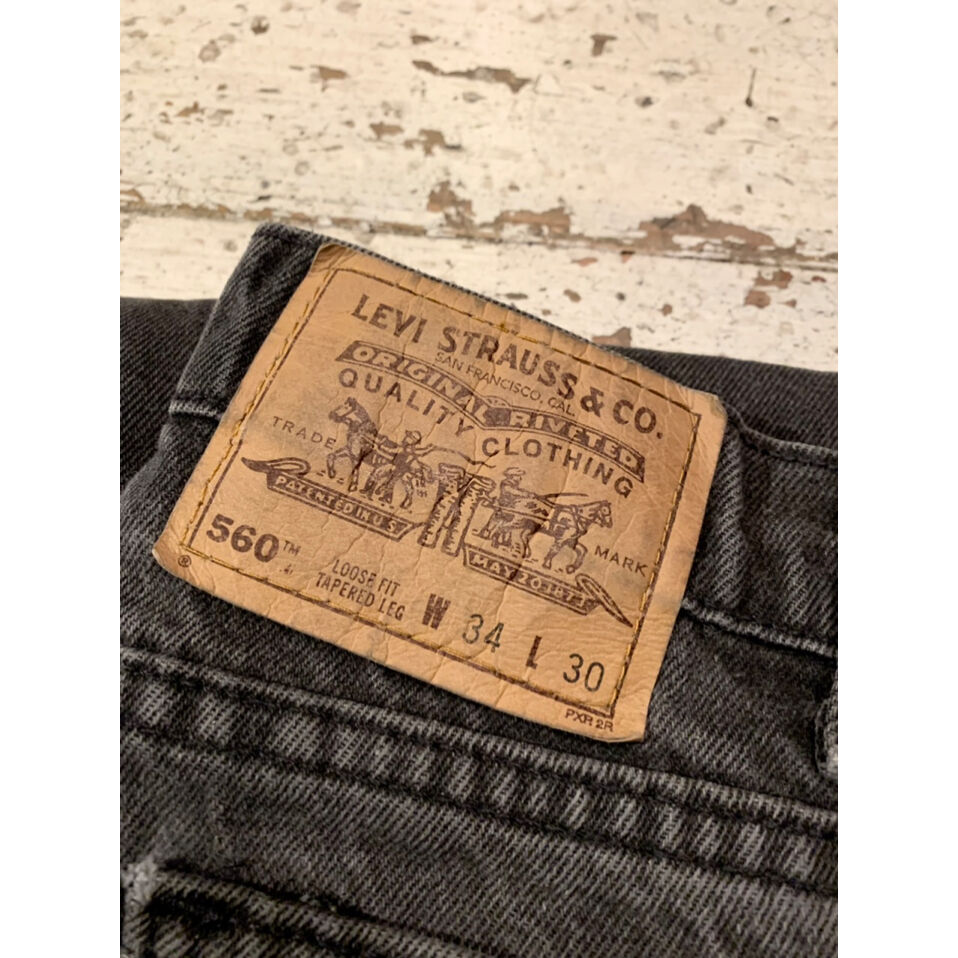 LEVI STRAUSS & CO.
SAN FRANCISCO, CAL.
ORIGINAL RIVETED
QUALITY CLOTHING
TRADE MARK
PATENTED IN U.S. MAY 20 1873
560™
LOOSE FIT
TAPERED LEG
W 34 L 30
®
PXR 2R